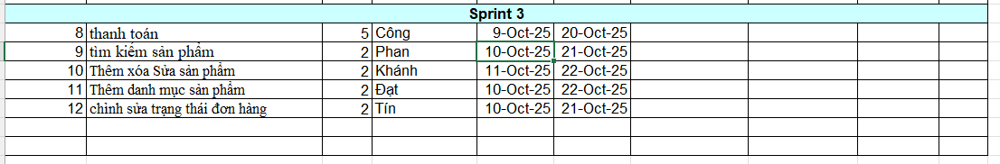 Sprint 3
8 thanh toán 5 Công 9-Oct-25 20-Oct-25
9 tìm kiếm sản phẩm 2 Phan 10-Oct-25 21-Oct-25
10 Thêm xóa Sửa sản phẩm 2 Khánh 11-Oct-25 22-Oct-25
11 Thêm danh mục sản phẩm 2 Đạt 10-Oct-25 22-Oct-25
12 chỉnh sửa trạng thái đơn hàng 2 Tín 10-Oct-25 21-Oct-25